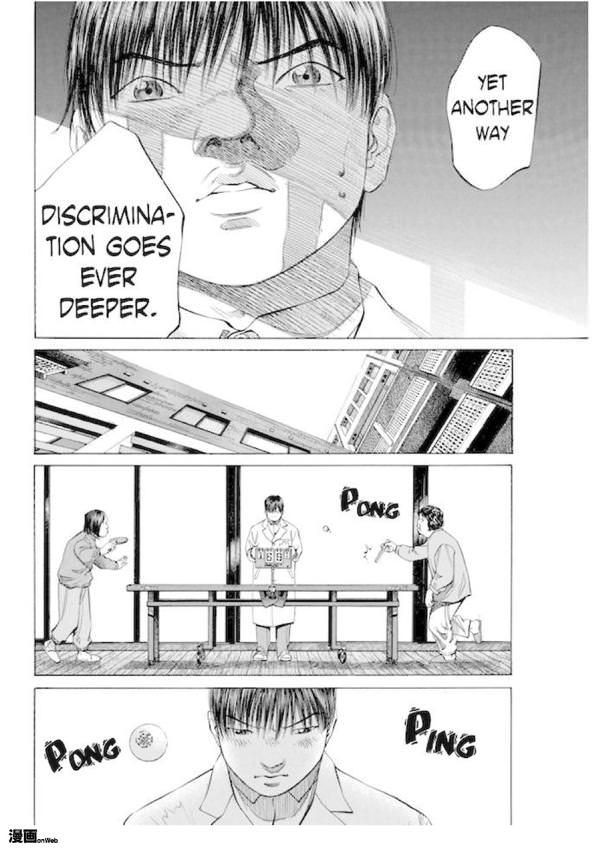 YET
ANOTHER
WAY
DISCRIMINA-
TION GOES
EVER
DEEPER.
PONG
PONG
PING
漫画onWeb